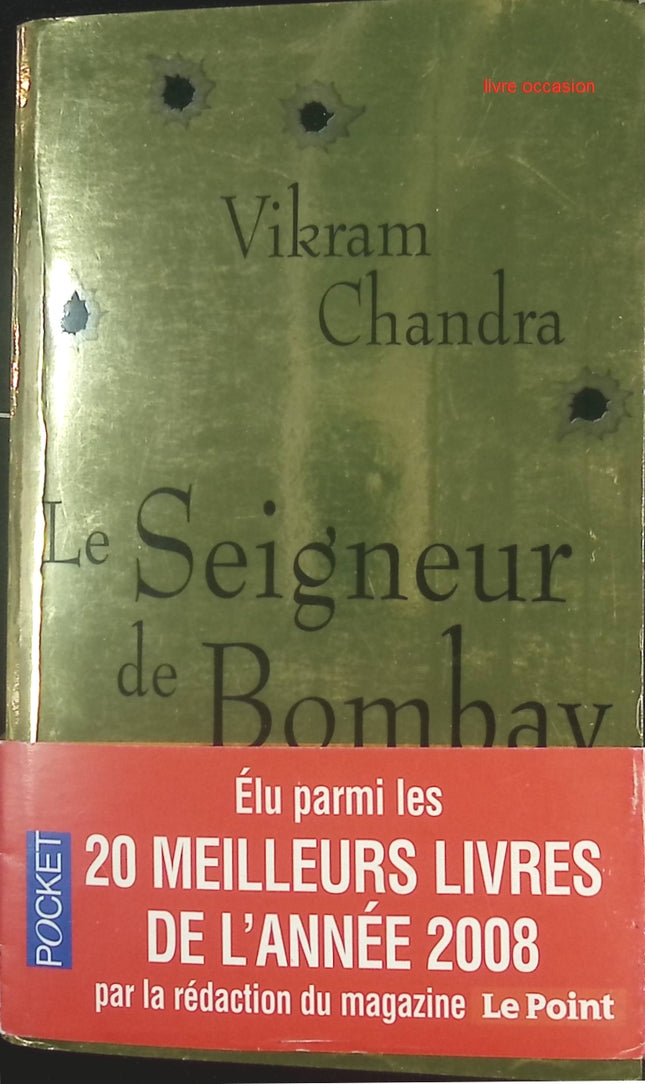 livre occasion
Vikram
Chandra
Le Seigneur
de Bombay
Élu parmi les
20 MEILLEURS LIVRES
DE L'ANNÉE 2008
par la rédaction du magazine Le Point
POCKET